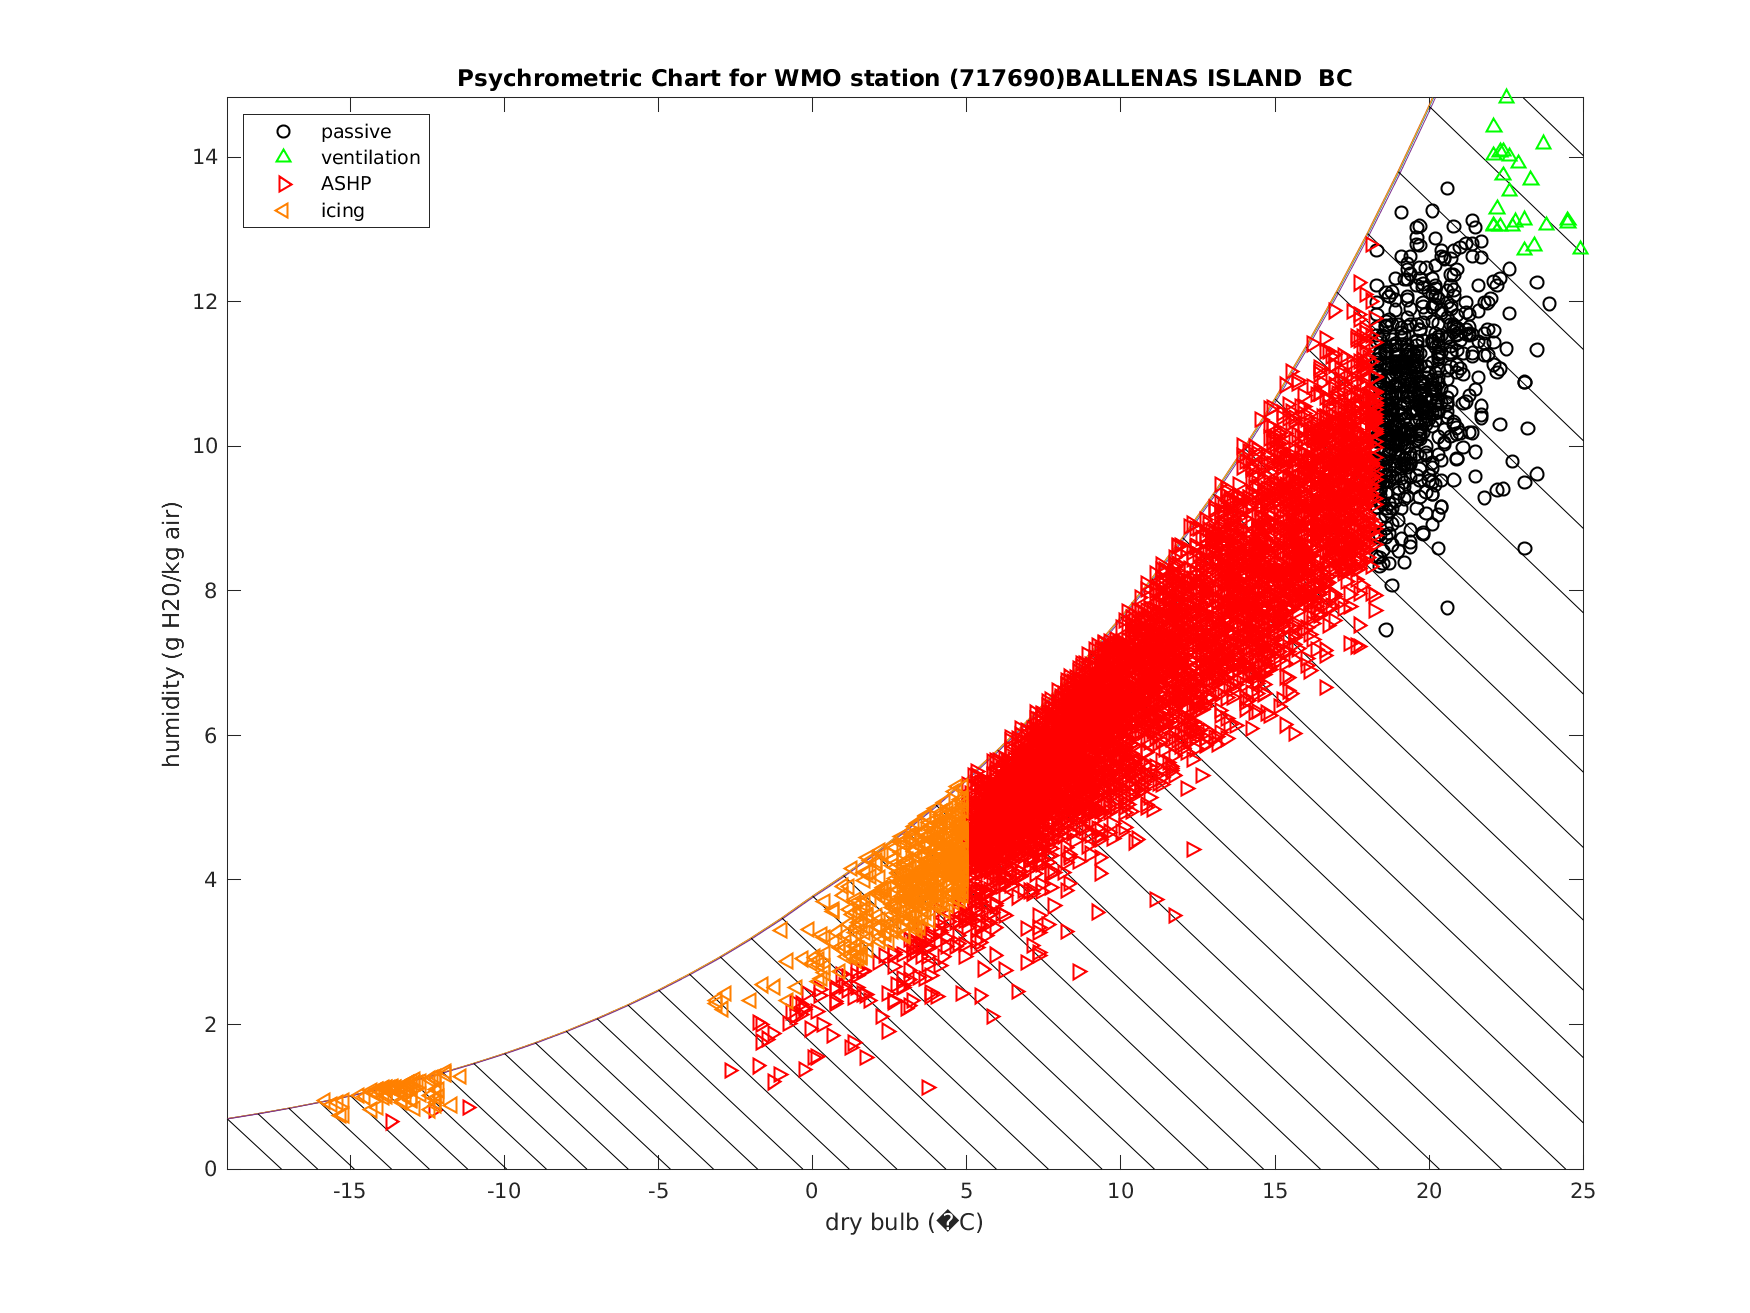 Psychrometric Chart for WMO station (717690)BALLENAS ISLAND  BC
passive
ventilation
ASHP
icing
humidity (g H20/kg air)
14
12
10
8
6
4
2
0
-15
-10
-5
0
5
10
15
20
25
dry bulb (�C)